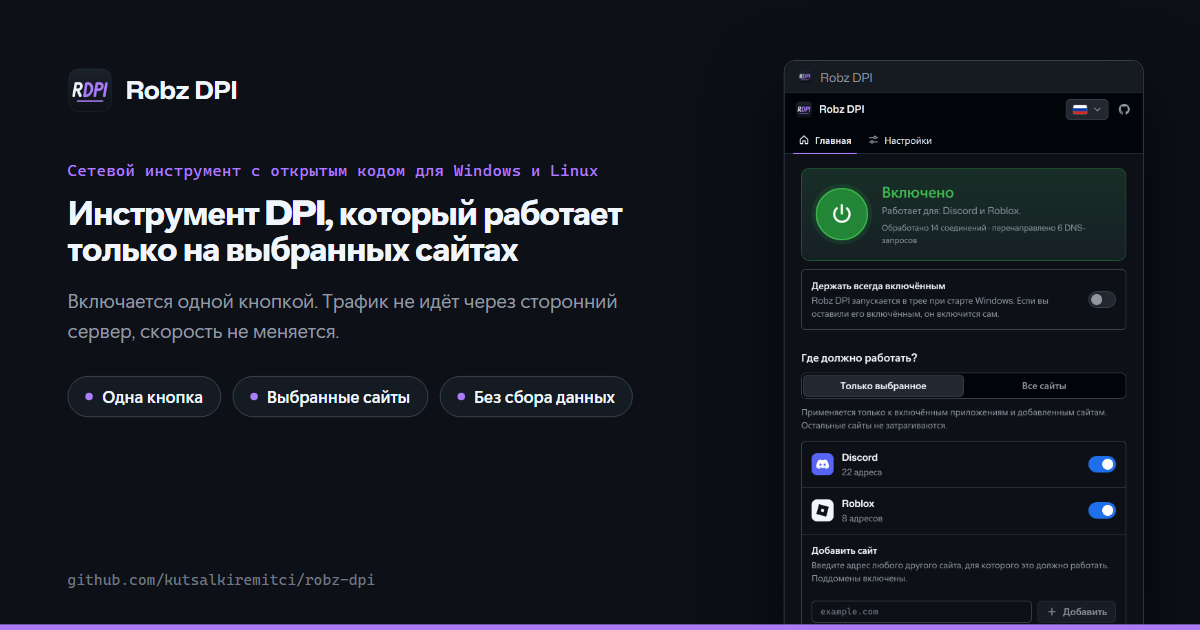 RDPI
Robz DPI
Сетевой инструмент с открытым кодом для Windows и Linux
Инструмент DPI, который работает
только на выбранных сайтах
Включается одной кнопкой. Трафик не идёт через сторонний
сервер, скорость не меняется.
Одна кнопка
Выбранные сайты
Без сбора данных
github.com/kutsalkiremitci/robz-dpi
RDPI Robz DPI
RDPI Robz DPI
Главная Настройки
Включено
Работает для: Discord и Roblox.
Обработано 14 соединений · перенаправлено 6 DNS-
запросов
Держать всегда включённым
Robz DPI запускается в трее при старте Windows. Если вы
оставили его включённым, он включится сам.
Где должно работать?
Только выбранное Все сайты
Применяется только к включённым приложениям и добавленным сайтам.
Остальные сайты не затрагиваются.
Discord
22 адреса
Roblox
8 адресов
Добавить сайт
Введите адрес любого другого сайта, для которого это должно работать.
Поддомены включены.
example.com + Добавить